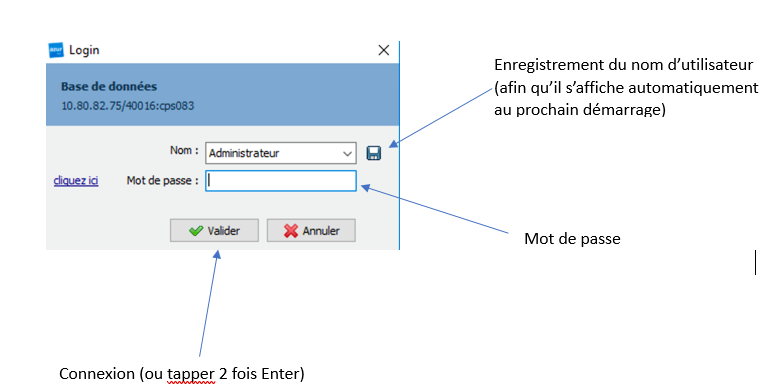 Login
Enregistrement du nom d’utilisateur
(afin qu’il s’affiche automatiquement
au prochain démarrage)
Base de données
10.80.82.75/40016:cps083
Nom : Administrateur
cliquez ici Mot de passe :
Valider Annuler
Mot de passe
Connexion (ou tapper 2 fois Enter)